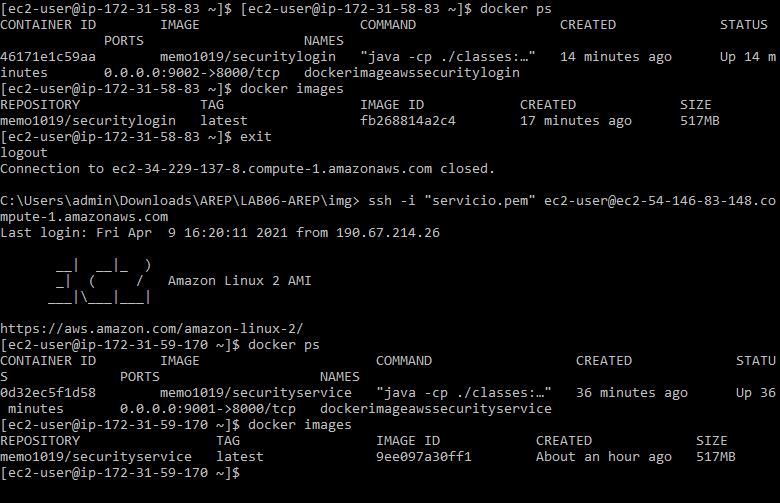 [ec2-user@ip-172-31-58-83 ~]$ [ec2-user@ip-172-31-58-83 ~]$ docker ps
CONTAINER ID        IMAGE                    COMMAND                  CREATED             STATUS
             PORTS                    NAMES
46171e1c59aa        memo1019/securitylogin   "java -cp ./classes:…"   14 minutes ago      Up 14 m
inutes       0.0.0.0:9002->8000/tcp   dockerimageawssecuritylogin
[ec2-user@ip-172-31-58-83 ~]$ docker images
REPOSITORY               TAG                 IMAGE ID            CREATED             SIZE
memo1019/securitylogin   latest              fb268814a2c4        17 minutes ago      517MB
[ec2-user@ip-172-31-58-83 ~]$ exit
logout
Connection to ec2-34-229-137-8.compute-1.amazonaws.com closed.
C:\Users\admin\Downloads\AREP\LAB06-AREP\img> ssh -i "servicio.pem" ec2-user@ec2-54-146-83-148.co
mpute-1.amazonaws.com
Last login: Fri Apr  9 16:20:11 2021 from 190.67.214.26
       __|  __|_  )
       _|  (     /   Amazon Linux 2 AMI
      ___|\___|___|
https://aws.amazon.com/amazon-linux-2/
[ec2-user@ip-172-31-59-170 ~]$ docker ps
CONTAINER ID        IMAGE                      COMMAND                  CREATED             STATU
S              PORTS                    NAMES
0d32ec5f1d58        memo1019/securityservice   "java -cp ./classes:…"   36 minutes ago      Up 36
 minutes       0.0.0.0:9001->8000/tcp   dockerimageawssecurityservice
[ec2-user@ip-172-31-59-170 ~]$ docker images
REPOSITORY                 TAG                 IMAGE ID            CREATED             SIZE
memo1019/securityservice   latest              9ee097a30ff1        About an hour ago   517MB
[ec2-user@ip-172-31-59-170 ~]$